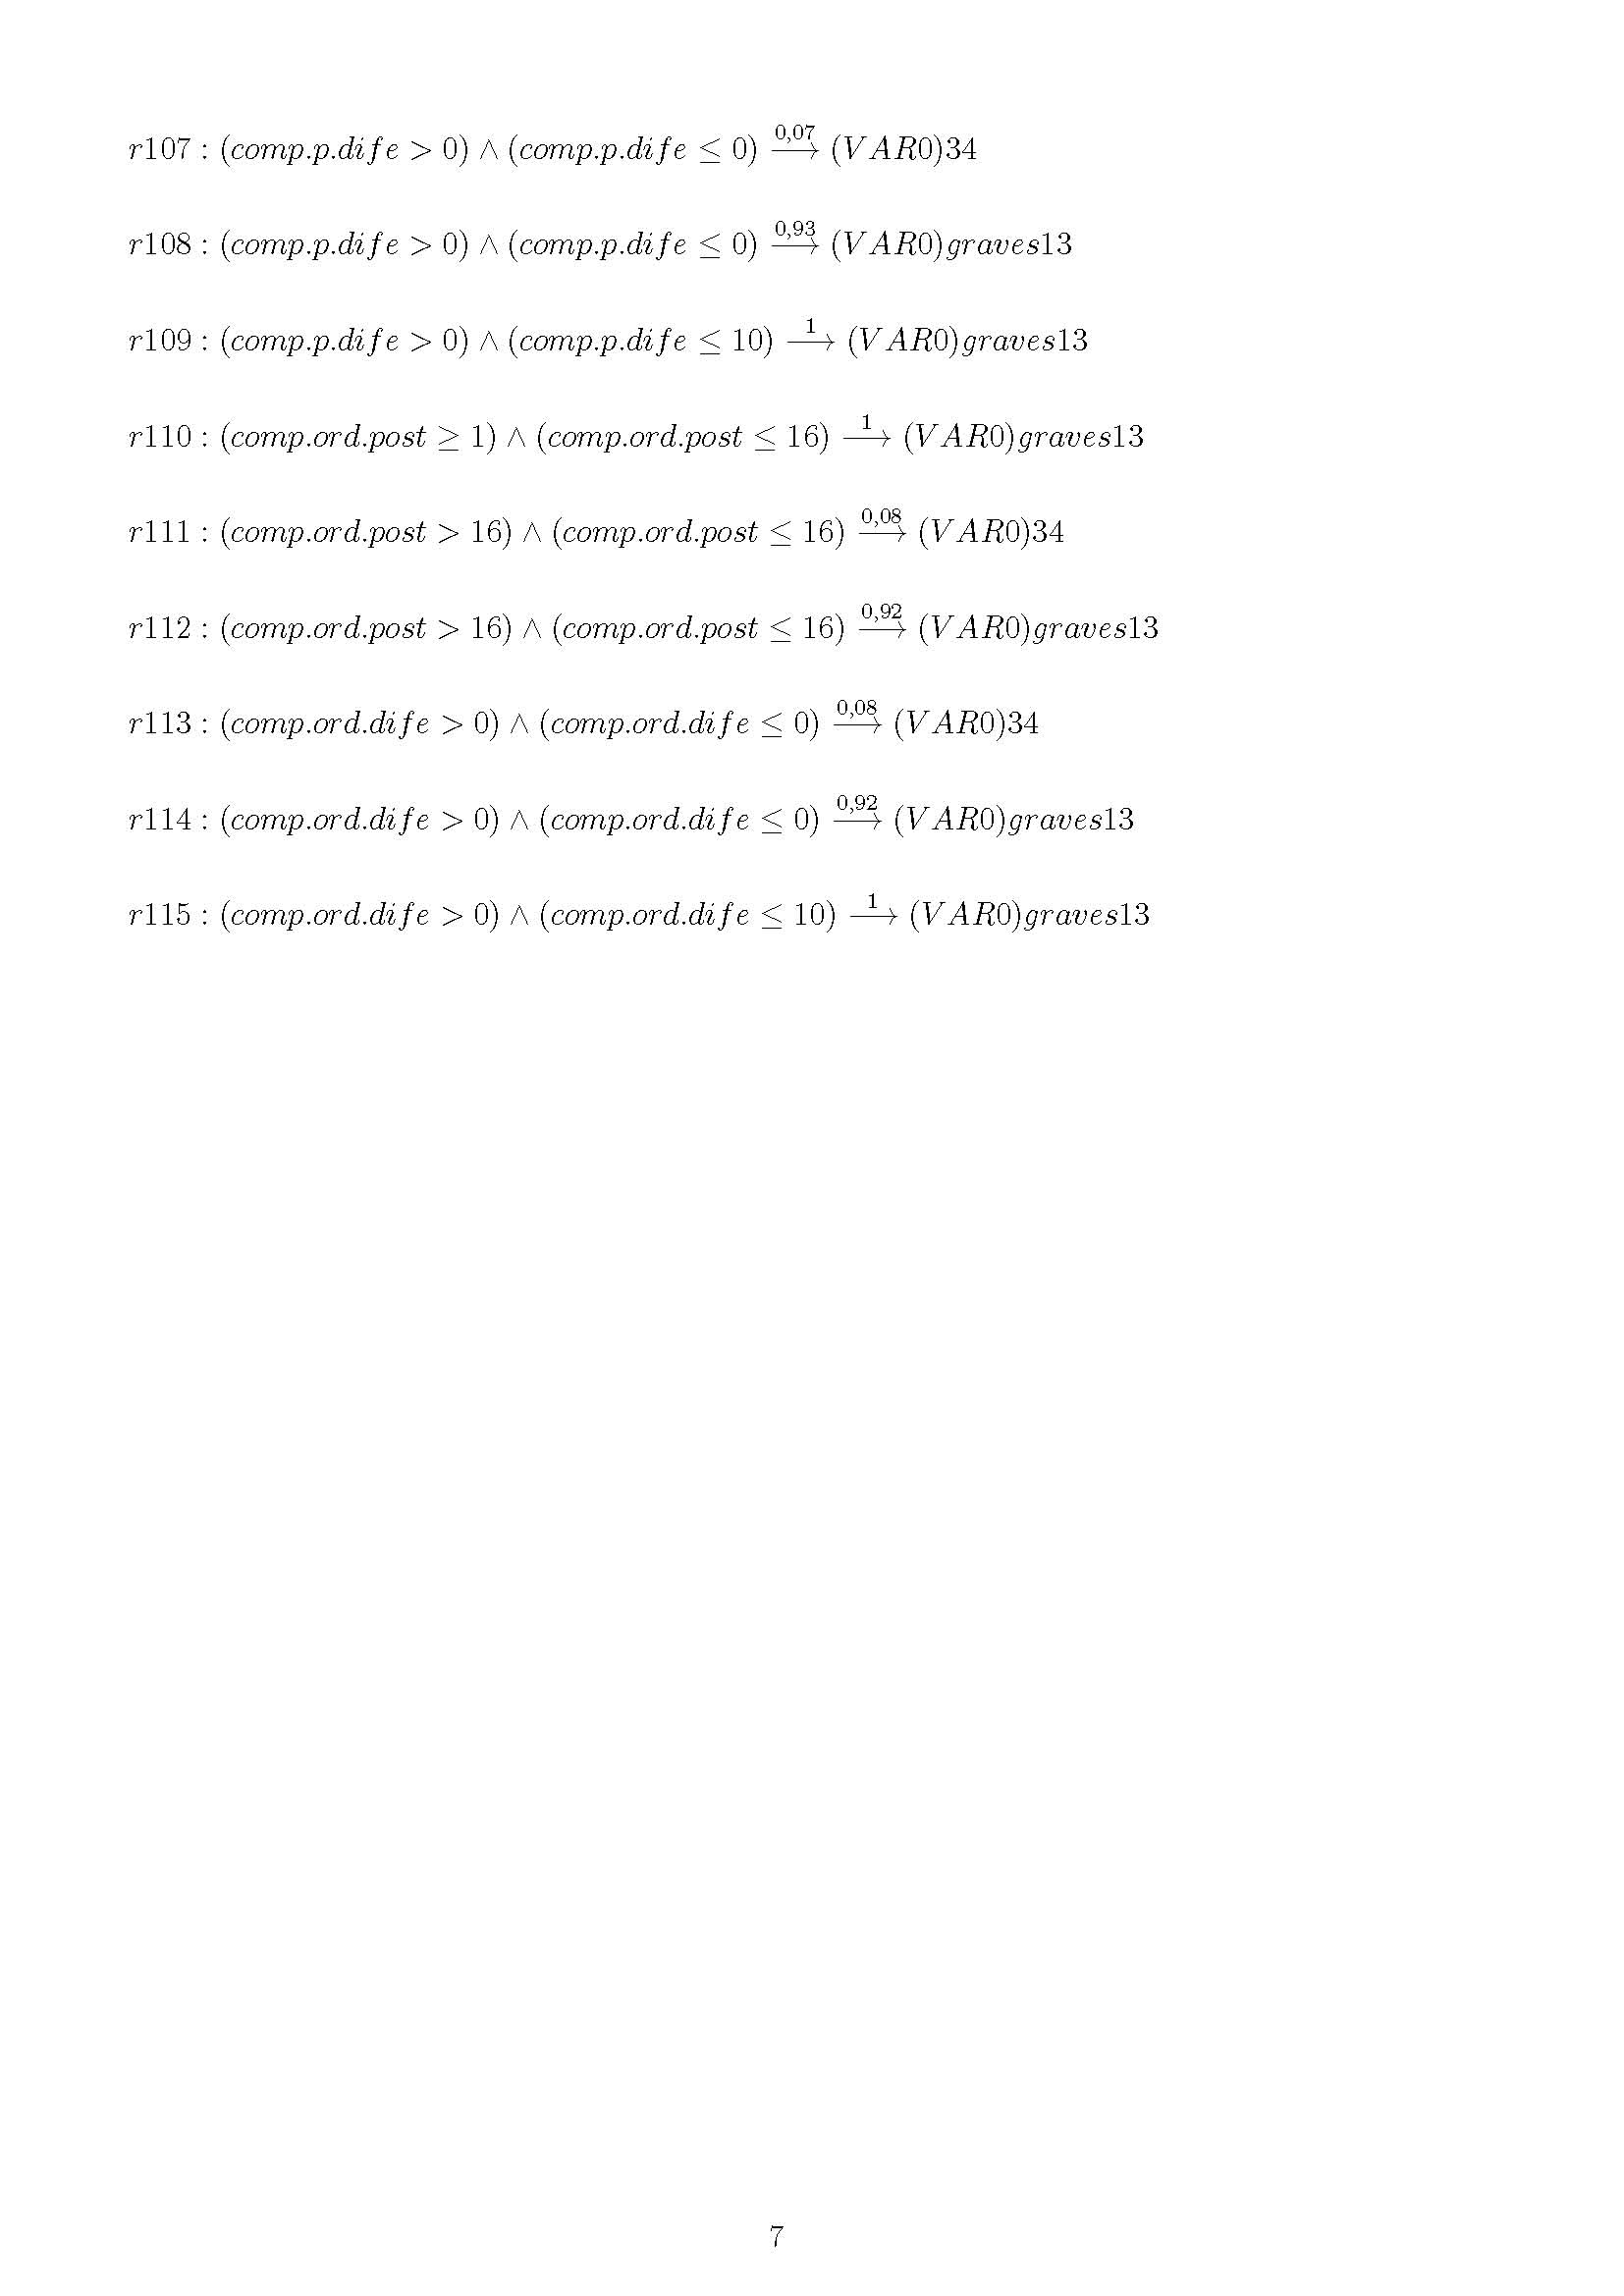 r107 : (comp.p.dife > 0) ∧ (comp.p.dife ≤ 0) 0,07⟶ (VAR0)34
r108 : (comp.p.dife > 0) ∧ (comp.p.dife ≤ 0) 0,93⟶ (VAR0)graves13
r109 : (comp.p.dife > 0) ∧ (comp.p.dife ≤ 10) 1⟶ (VAR0)graves13
r110 : (comp.ord.post ≥ 1) ∧ (comp.ord.post ≤ 16) 1⟶ (VAR0)graves13
r111 : (comp.ord.post > 16) ∧ (comp.ord.post ≤ 16) 0,08⟶ (VAR0)34
r112 : (comp.ord.post > 16) ∧ (comp.ord.post ≤ 16) 0,92⟶ (VAR0)graves13
r113 : (comp.ord.dife > 0) ∧ (comp.ord.dife ≤ 0) 0,08⟶ (VAR0)34
r114 : (comp.ord.dife > 0) ∧ (comp.ord.dife ≤ 0) 0,92⟶ (VAR0)graves13
r115 : (comp.ord.dife > 0) ∧ (comp.ord.dife ≤ 10) 1⟶ (VAR0)graves13
7